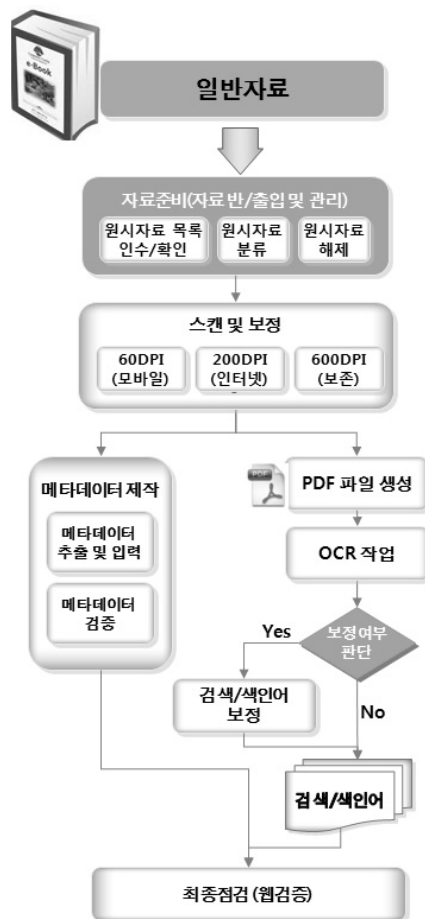 e-Book
일반자료
자료준비(자료 반/출입 및 관리)
원시자료 목록
인수/확인
원시자료
분류
원시자료
해제
스캔 및 보정
60DPI
(모바일)
200DPI
(인터넷)
600DPI
(보존)
메타데이터 제작
메타데이터
추출 및 입력
메타데이터
검증
PDF
PDF 파일 생성
OCR 작업
보정여부
판단
Yes
No
검색/색인어
보정
검색/색인어
최종점검 (웹검증)